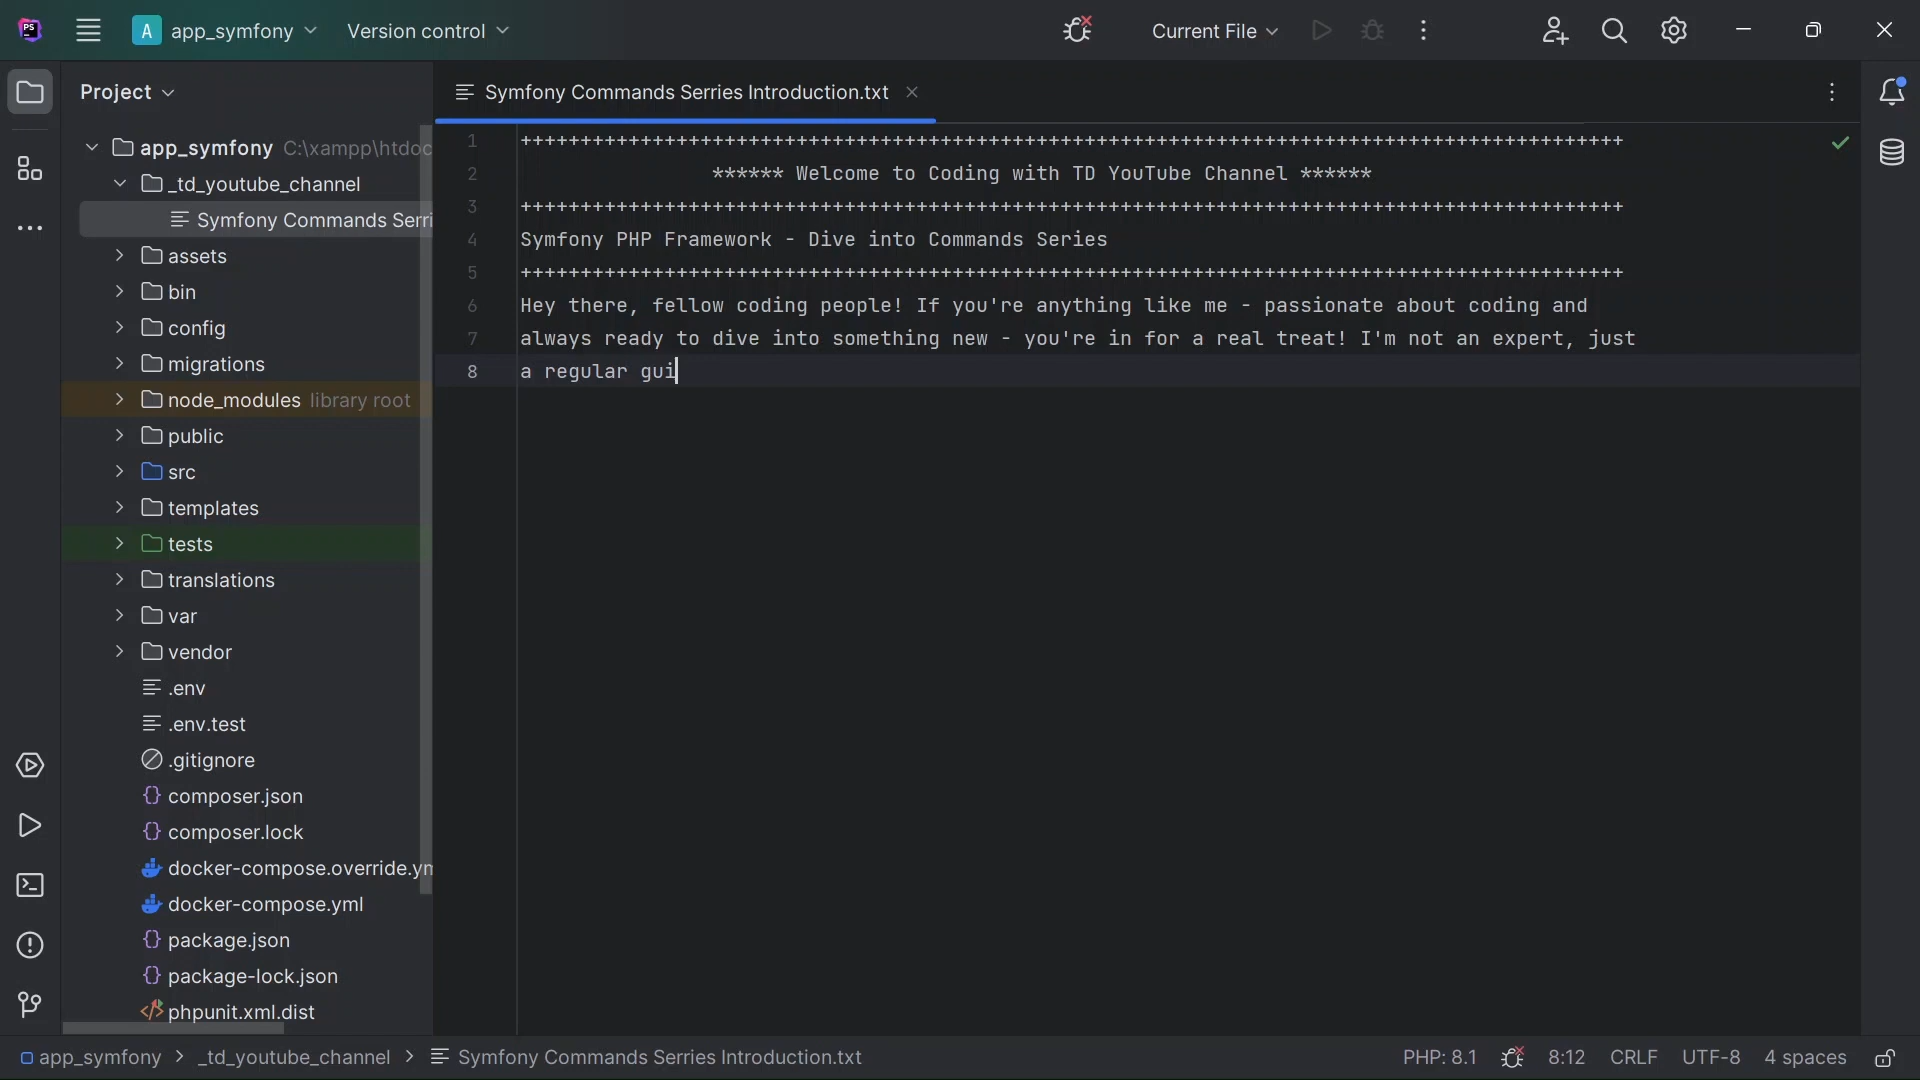 PS
A app_symfony
Version control
Current File
Project
Symfony Commands Serries Introduction.txt
app_symfony C:\xampp\htdoc
_td_youtube_channel
Symfony Commands Serri
assets
bin
config
migrations
node_modules library root
public
src
templates
tests
translations
var
vendor
.env
.env.test
.gitignore
composer.json
composer.lock
docker-compose.override.ym
docker-compose.yml
package.json
package-lock.json
phpunit.xml.dist
1 ++++++++++++++++++++++++++++++++++++++++++++++++++++++++++++++++++++++++++++++++++++++++++++
2 ****** Welcome to Coding with TD YouTube Channel ******
3 ++++++++++++++++++++++++++++++++++++++++++++++++++++++++++++++++++++++++++++++++++++++++++++
4 Symfony PHP Framework - Dive into Commands Series
5 ++++++++++++++++++++++++++++++++++++++++++++++++++++++++++++++++++++++++++++++++++++++++++++
6 Hey there, fellow coding people! If you're anything like me - passionate about coding and
7 always ready to dive into something new - you're in for a real treat! I'm not an expert, just
8 a regular gui
app_symfony > _td_youtube_channel > Symfony Commands Serries Introduction.txt
PHP: 8.1 8:12 CRLF UTF-8 4 spaces